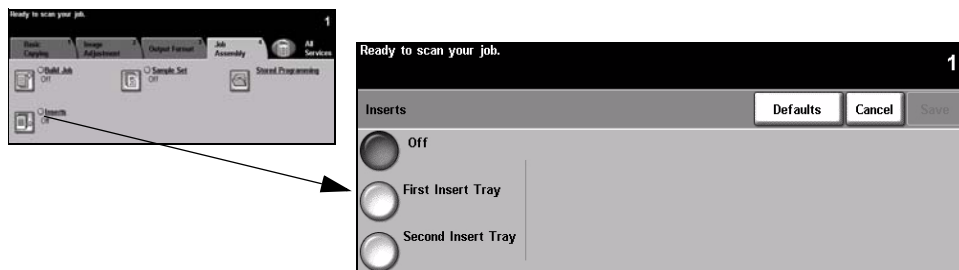 Ready to scan your job.
1
Basic Copying
Image Adjustment
Output Format
Job Assembly
All Services
Build Job
Off
Sample Set
Off
Stored Programming
Inserts
Off
Ready to scan your job.
1
Inserts
Defaults
Cancel
Save
Off
First Insert Tray
Second Insert Tray